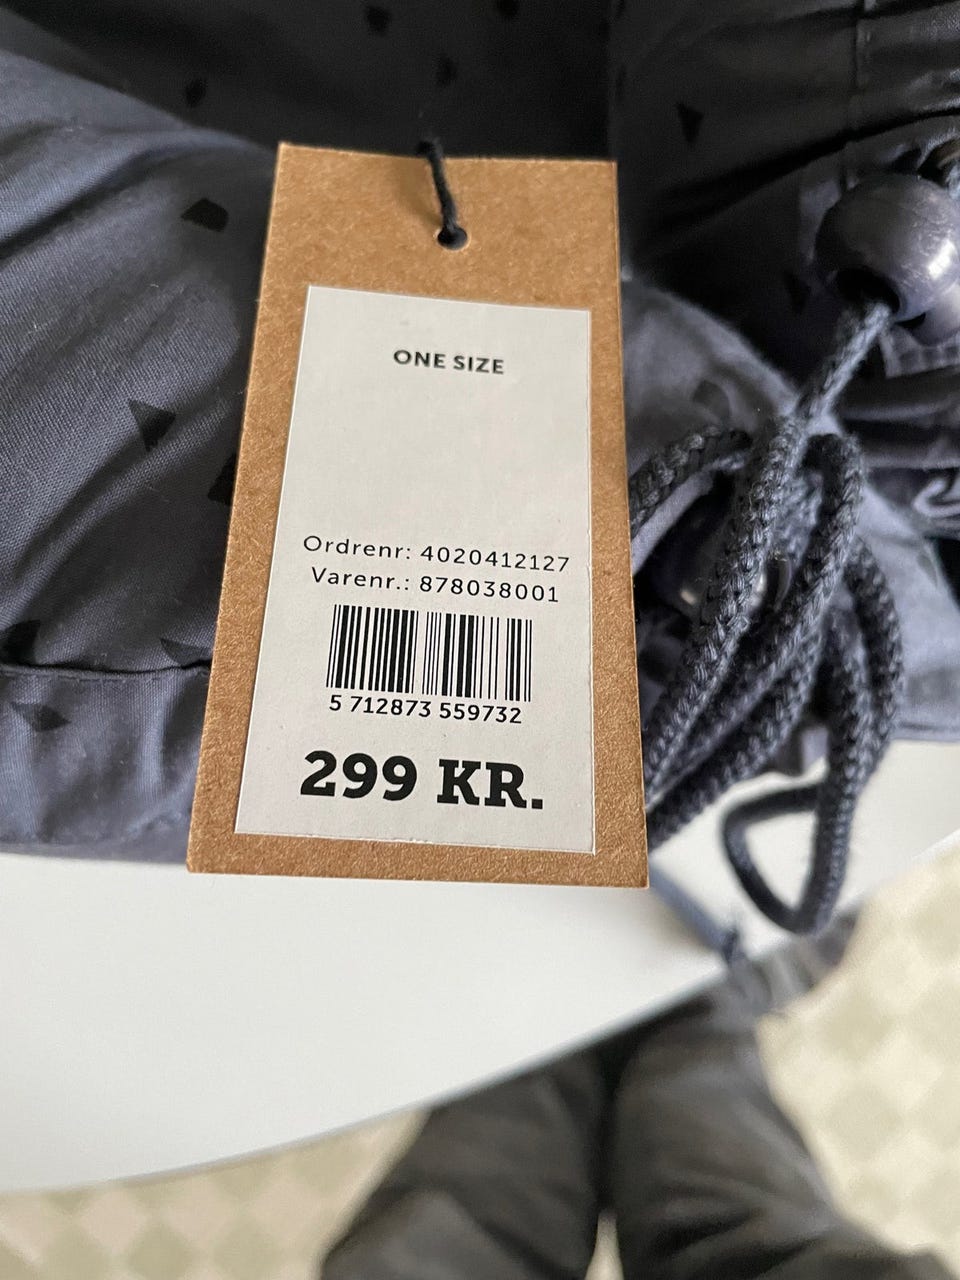 ONE SIZE
Ordrenr: 4020412127
Varenr.: 878038001
5 712873 559732
299 KR.